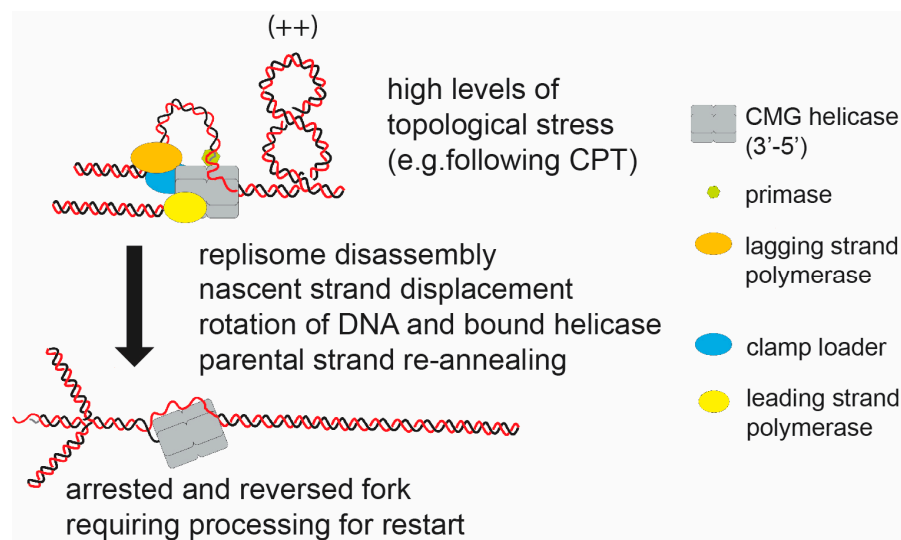 (++)
high levels of
topological stress
(e.g.following CPT)
CMG helicase
(3'-5')
primase
lagging strand
polymerase
clamp loader
leading strand
polymerase
replisome disassembly
nascent strand displacement
rotation of DNA and bound helicase
parental strand re-annealing
arrested and reversed fork
requiring processing for restart